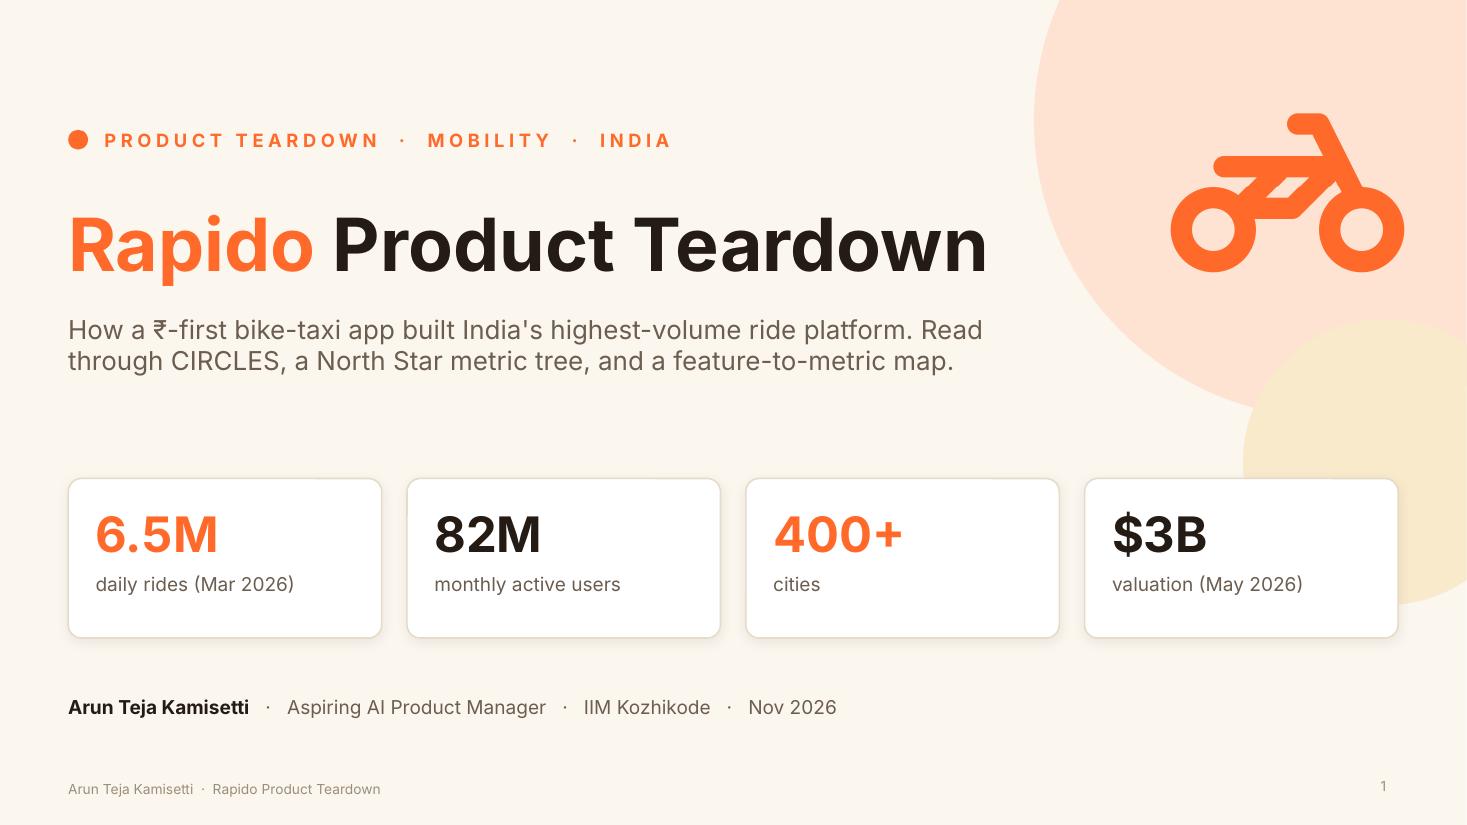 PRODUCT TEARDOWN · MOBILITY · INDIA
Rapido Product Teardown
How a ₹-first bike-taxi app built India's highest-volume ride platform. Read
through CIRCLES, a North Star metric tree, and a feature-to-metric map.
6.5M
daily rides (Mar 2026)
82M
monthly active users
400+
cities
$3B
valuation (May 2026)
Arun Teja Kamisetti · Aspiring AI Product Manager · IIM Kozhikode · Nov 2026
Arun Teja Kamisetti · Rapido Product Teardown
1